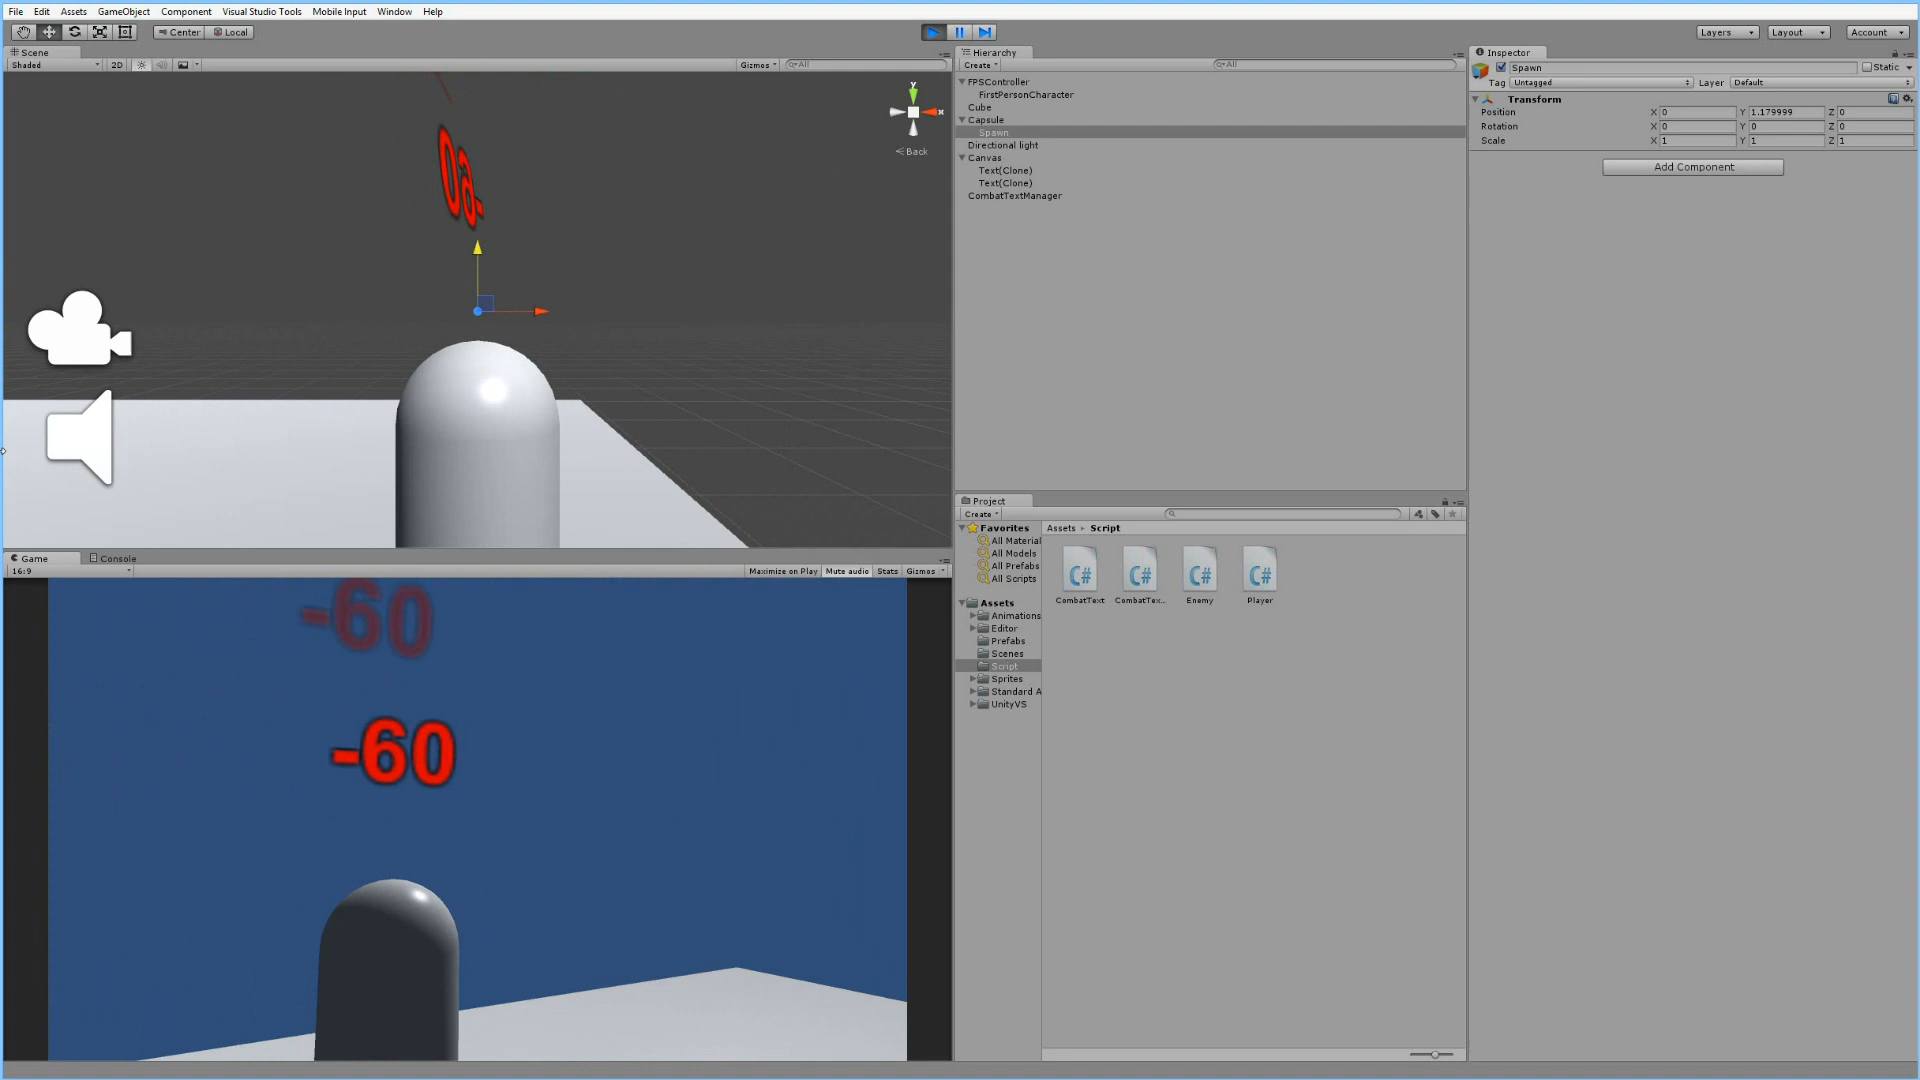 File Edit Assets GameObject Component Visual Studio Tools Mobile Input Window Help
Center Local
Layers Layout Account
Scene
Shaded 2D Gizmos All
y x
Back
-60
Game Console
16:9 Maximize on Play Mute audio Stats Gizmos
-60
-60
Hierarchy
Create All
FPSController
FirstPersonCharacter
Cube
Capsule
Spawn
Directional light
Canvas
Text(Clone)
Text(Clone)
CombatTextManager
Project
Create
Favorites
All Material
All Models
All Prefabs
All Scripts
Assets
Animations
Editor
Prefabs
Scenes
Script
Sprites
Standard A
UnityVS
Assets Script
C# C# C# C#
CombatText CombatTex... Enemy Player
Inspector
Spawn Static
Tag Untagged Layer Default
Transform
Position X 0 Y 1.179999 Z 0
Rotation X 0 Y 0 Z 0
Scale X 1 Y 1 Z 1
Add Component